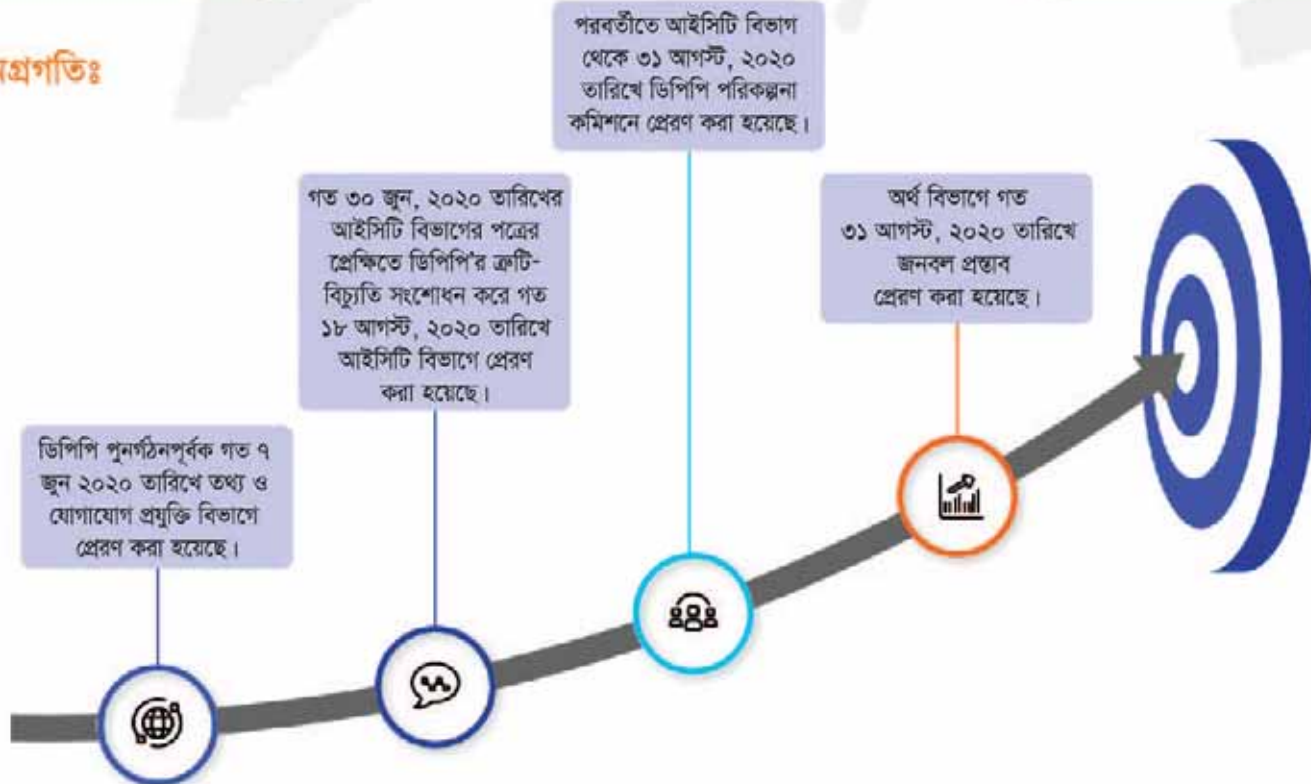 গ্রগতিঃ
ডিপিপি পুনর্গঠনপূর্বক গত ৭
জুন ২০২০ তারিখে তথ্য ও
যোগাযোগ প্রযুক্তি বিভাগে
প্রেরণ করা হয়েছে।
গত ৩০ জুন, ২০২০ তারিখের
আইসিটি বিভাগের পত্রের
প্রেক্ষিতে ডিপিপি'র ত্রুটি-
বিচ্যুতি সংশোধন করে গত
১৮ আগস্ট, ২০২০ তারিখে
আইসিটি বিভাগে প্রেরণ
করা হয়েছে।
পরবর্তীতে আইসিটি বিভাগ
থেকে ৩১ আগস্ট, ২০২০
তারিখে ডিপিপি পরিকল্পনা
কমিশনে প্রেরণ করা হয়েছে।
অর্থ বিভাগে গত
৩১ আগস্ট, ২০২০ তারিখে
জনবল প্রস্তাব
প্রেরণ করা হয়েছে।